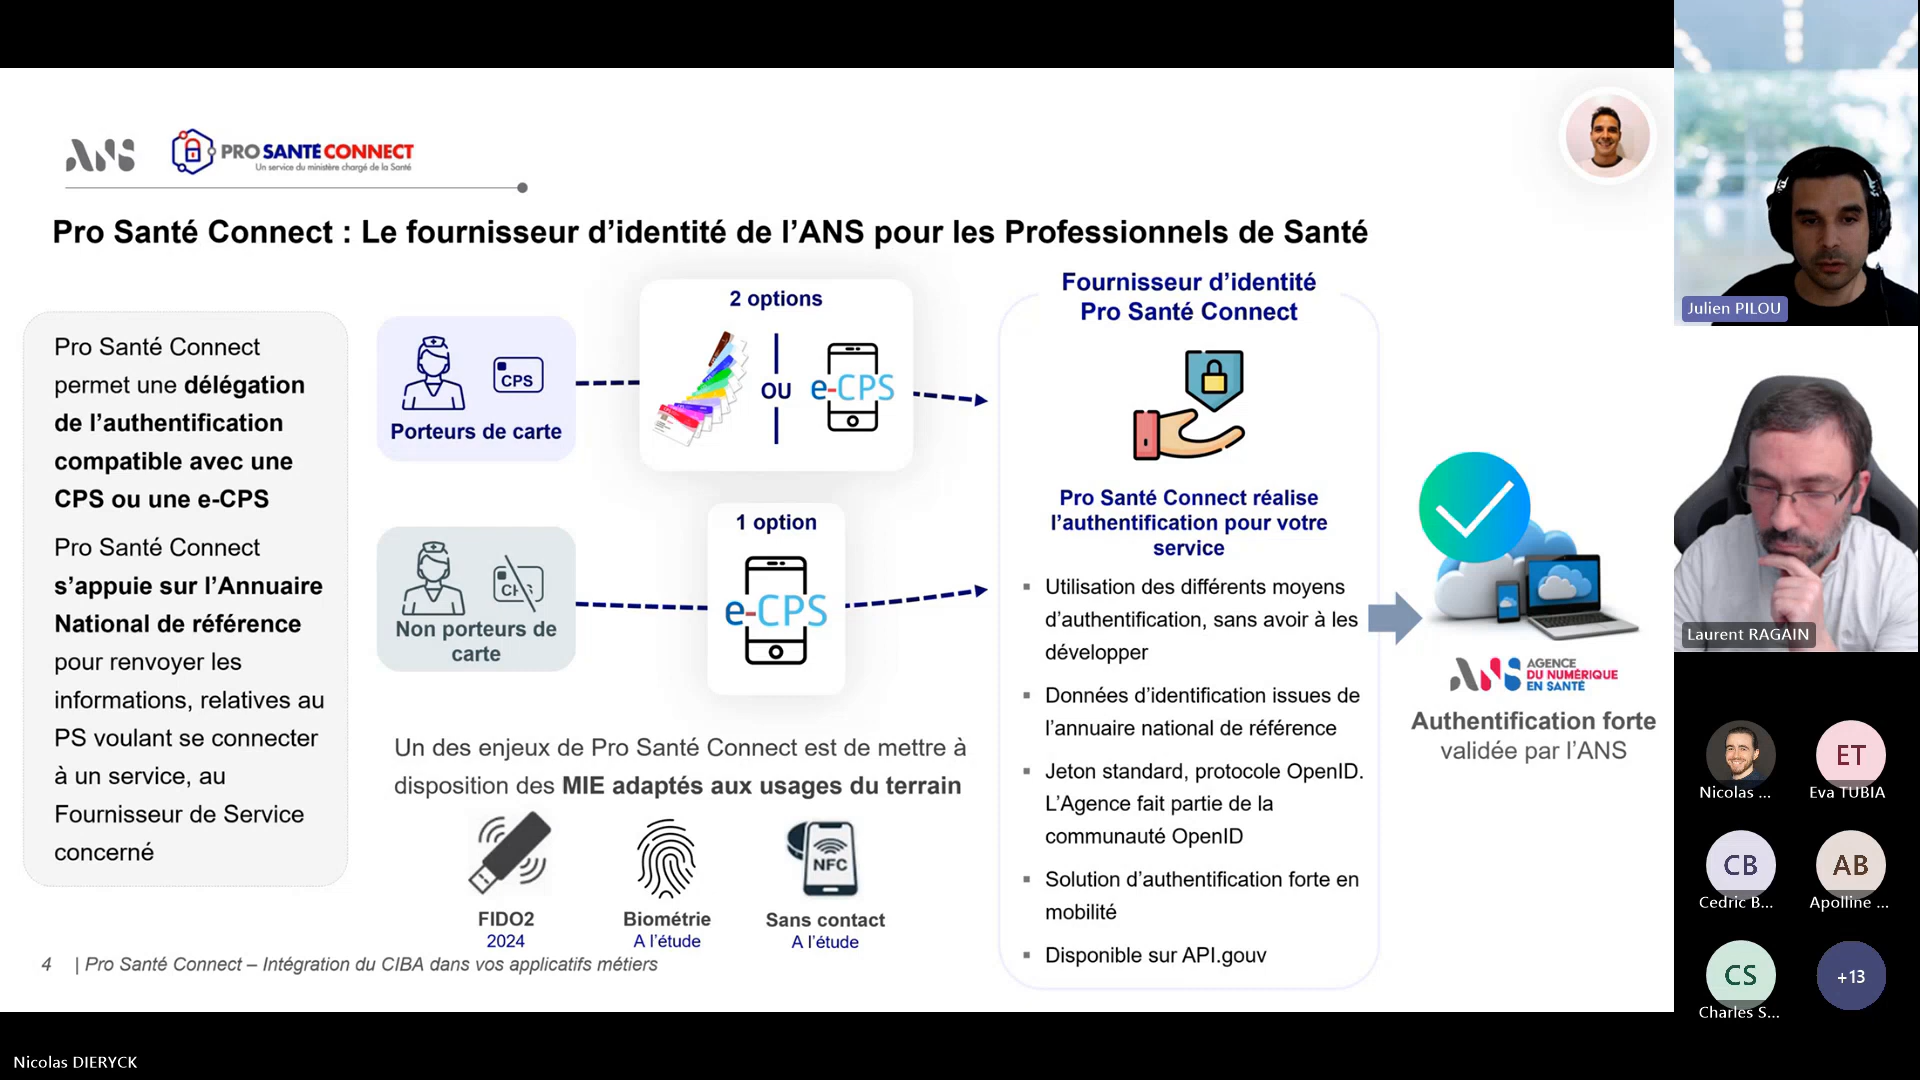 ANS
PRO SANTÉ CONNECT
Un service du ministère chargé de la Santé
Pro Santé Connect : Le fournisseur d’identité de l’ANS pour les Professionnels de Santé
Pro Santé Connect
permet une délégation
de l’authentification
compatible avec une
CPS ou une e-CPS
Pro Santé Connect
s’appuie sur l’Annuaire
National de référence
pour renvoyer les
informations, relatives au
PS voulant se connecter
à un service, au
Fournisseur de Service
concerné
CPS
Porteurs de carte
2 options
OU
e-CPS
Non porteurs de
carte
1 option
e-CPS
Un des enjeux de Pro Santé Connect est de mettre à
disposition des MIE adaptés aux usages du terrain
FIDO2
2024
Biométrie
A l’étude
NFC
Sans contact
A l’étude
Fournisseur d’identité
Pro Santé Connect
Pro Santé Connect réalise
l’authentification pour votre
service
▪ Utilisation des différents moyens
d’authentification, sans avoir à les
développer
▪ Données d’identification issues de
l’annuaire national de référence
▪ Jeton standard, protocole OpenID.
L’Agence fait partie de la
communauté OpenID
▪ Solution d’authentification forte en
mobilité
▪ Disponible sur API.gouv
ANS
AGENCE
DU NUMÉRIQUE
EN SANTÉ
Authentification forte
validée par l’ANS
4 | Pro Santé Connect – Intégration du CIBA dans vos applicatifs métiers
Julien PILOU
Laurent RAGAIN
Nicolas ...
ET
Eva TUBIA
CB
Cedric B...
AB
Apolline ...
CS
Charles S...
+13
Nicolas DIERYCK